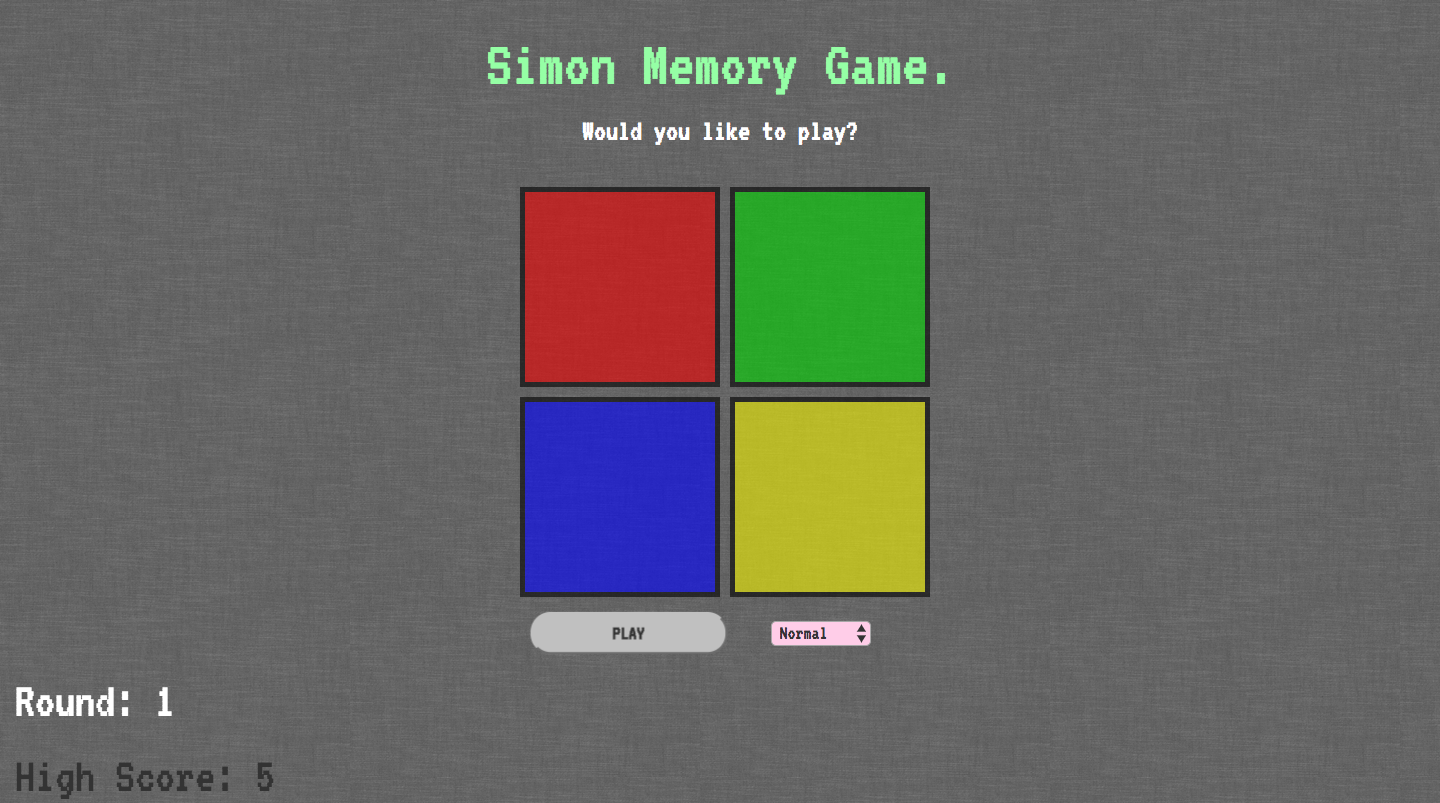 Simon Memory Game.
Would you like to play?
PLAY
Normal
Round: 1
High Score: 5